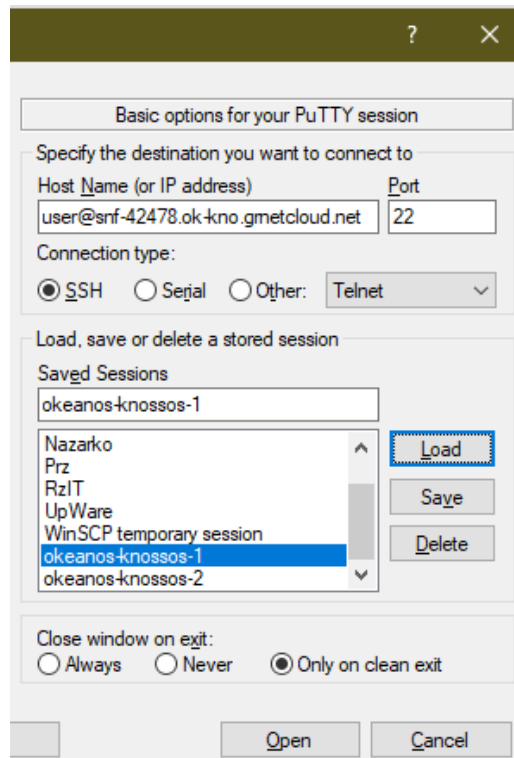 ?
Basic options for your PuTTY session
Specify the destination you want to connect to
Host Name (or IP address) Port
user@snf-42478.ok-kno.grnetcloud.net 22
Connection type:
SSH Serial Other: Telnet
Load, save or delete a stored session
Saved Sessions
okeanos-knossos-1
Nazarko
Prz
RzIT
UpWare
WinSCP temporary session
okeanos-knossos-1
okeanos-knossos-2
Load
Save
Delete
Close window on exit:
Always Never Only on clean exit
Open Cancel